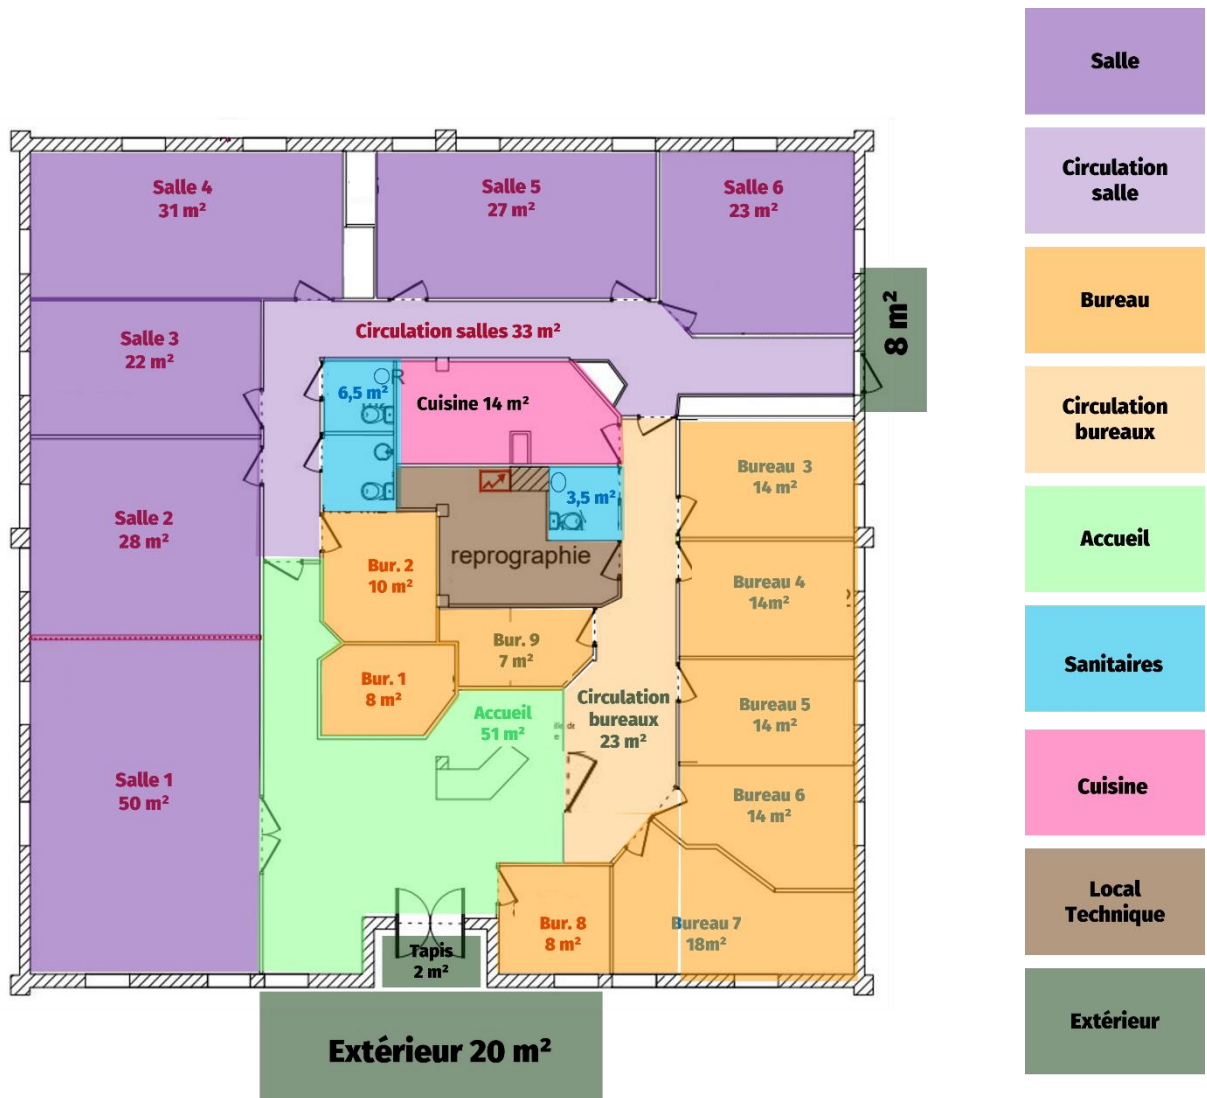 Salle
Circulation
salle
Bureau
Circulation
bureaux
Accueil
Sanitaires
Cuisine
Local
Technique
Extérieur
Salle 4
31 m²
Salle 5
27 m²
Salle 6
23 m²
8 m²
Salle 3
22 m²
Circulation salles 33 m²
6,5 m²
R
Cuisine 14 m²
Bureau 3
14 m²
3,5 m²
Salle 2
28 m²
reprographie
Bur. 2
10 m²
Bureau 4
14m²
Bur. 9
7 m²
Bur. 1
8 m²
Circulation
bureaux
23 m²
Bureau 5
14 m²
Accueil
51 m²
Salle 1
50 m²
Bureau 6
14 m²
Bur. 8
8 m²
Bureau 7
18m²
Tapis
2 m²
Extérieur 20 m²